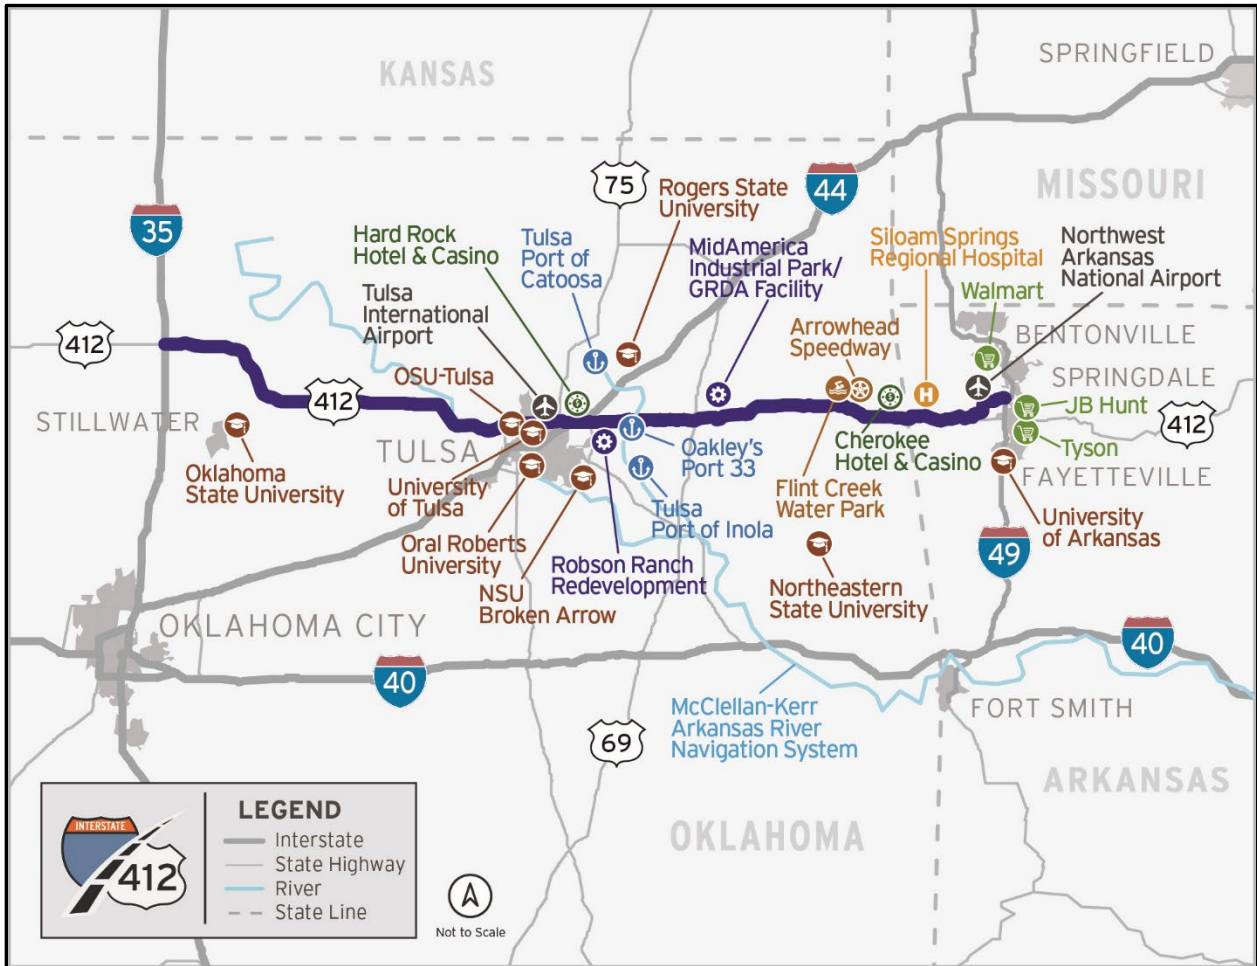 SPRINGFIELD
KANSAS
75
Rogers State
University
44
MISSOURI
35
Hard Rock
Hotel & Casino
Tulsa
Port of
Catoosa
MidAmerica
Industrial Park/
GRDA Facility
Siloam Springs
Regional Hospital
Northwest
Arkansas
National Airport
Tulsa
International
Airport
Walmart
412
Arrowhead
Speedway
BENTONVILLE
OSU-Tulsa
412
SPRINGDALE
JB Hunt
412
STILLWATER
TULSA
Oakley's
Port 33
Cherokee
Hotel & Casino
Tyson
FAYETTEVILLE
Oklahoma
State University
University
of Tulsa
Flint Creek
Water Park
Tulsa
Port of Inola
University
of Arkansas
Oral Roberts
University
Robson Ranch
Redevelopment
49
NSU
Broken Arrow
Northeastern
State University
OKLAHOMA CITY
40
40
McClellan-Kerr
Arkansas River
Navigation System
FORT SMITH
69
ARKANSAS
OKLAHOMA
INTERSTATE
412
LEGEND
Interstate
State Highway
River
State Line
Not to Scale
H
$
$